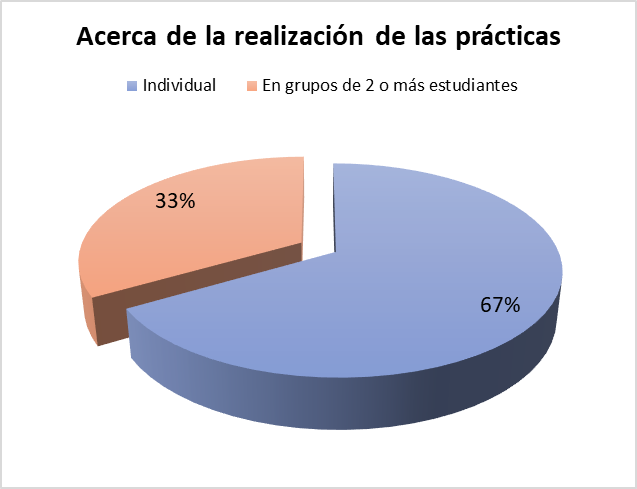 Acerca de la realización de las prácticas
Individual En grupos de 2 o más estudiantes
33%
67%